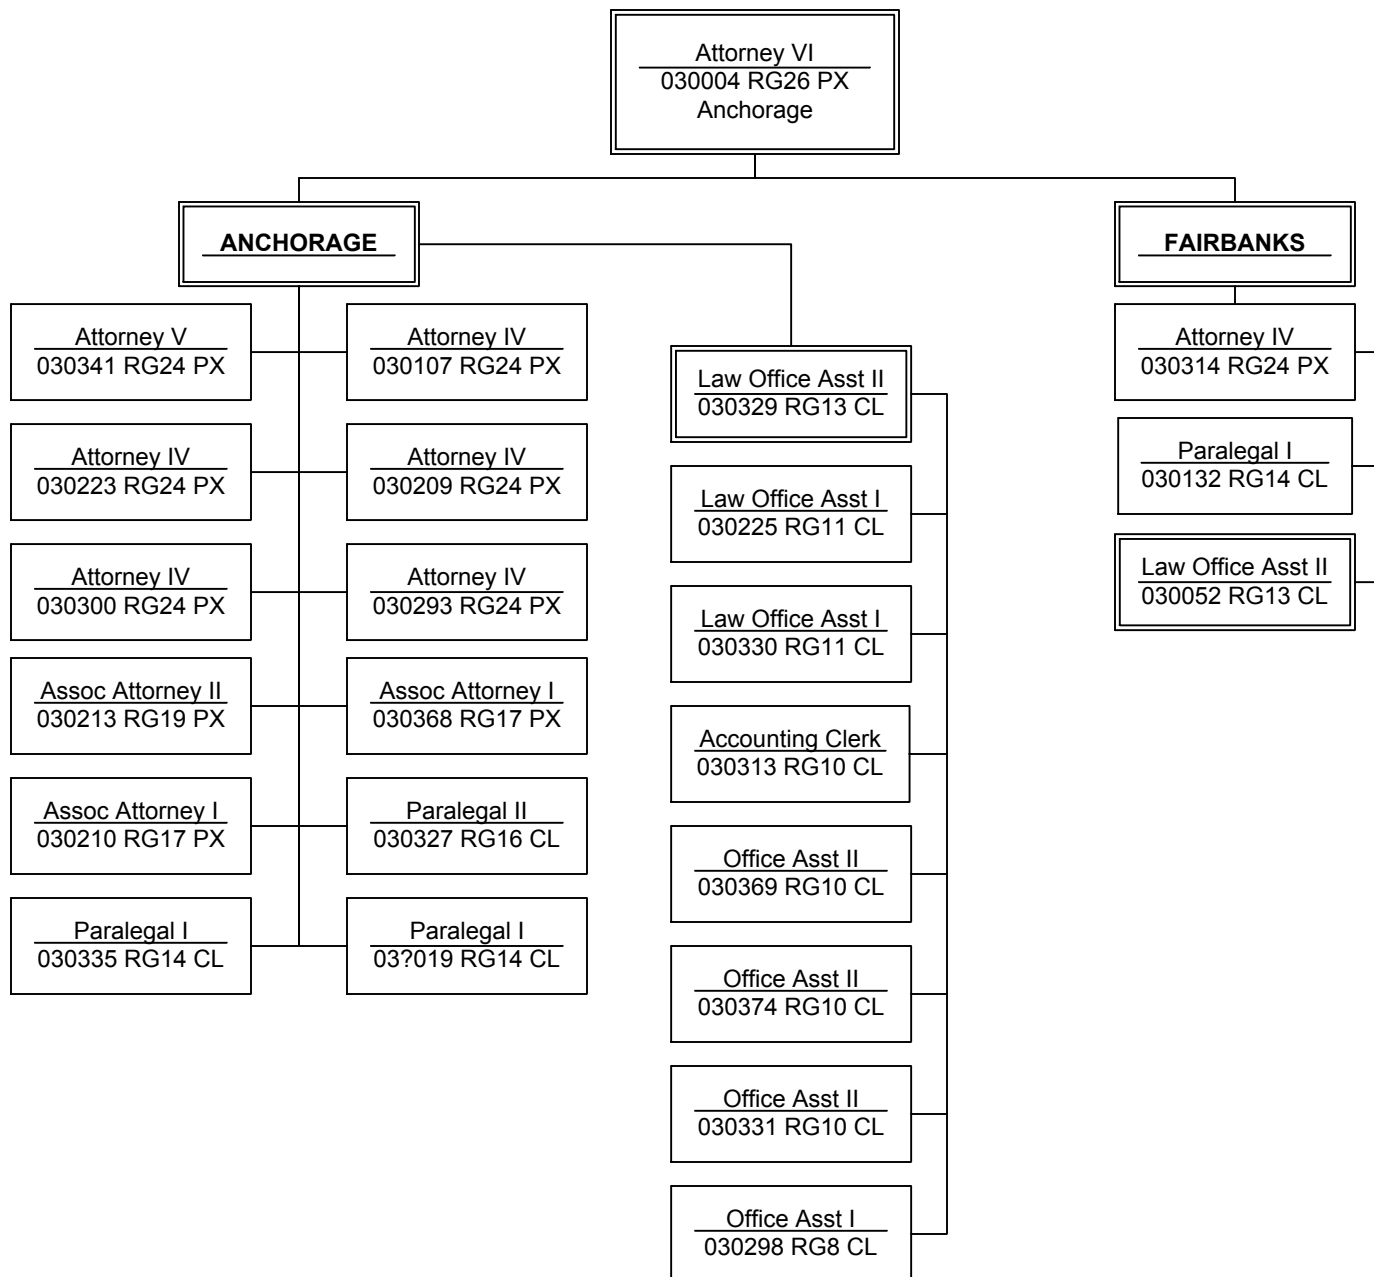 Attorney VI
030004 RG26 PX
Anchorage
ANCHORAGE
FAIRBANKS
Attorney V
030341 RG24 PX
Attorney IV
030107 RG24 PX
Attorney IV
030223 RG24 PX
Attorney IV
030209 RG24 PX
Attorney IV
030300 RG24 PX
Attorney IV
030293 RG24 PX
Assoc Attorney II
030213 RG19 PX
Assoc Attorney I
030368 RG17 PX
Assoc Attorney I
030210 RG17 PX
Paralegal II
030327 RG16 CL
Paralegal I
030335 RG14 CL
Paralegal I
03?019 RG14 CL
Law Office Asst II
030329 RG13 CL
Law Office Asst I
030225 RG11 CL
Law Office Asst I
030330 RG11 CL
Accounting Clerk
030313 RG10 CL
Office Asst II
030369 RG10 CL
Office Asst II
030374 RG10 CL
Office Asst II
030331 RG10 CL
Office Asst I
030298 RG8 CL
Attorney IV
030314 RG24 PX
Paralegal I
030132 RG14 CL
Law Office Asst II
030052 RG13 CL